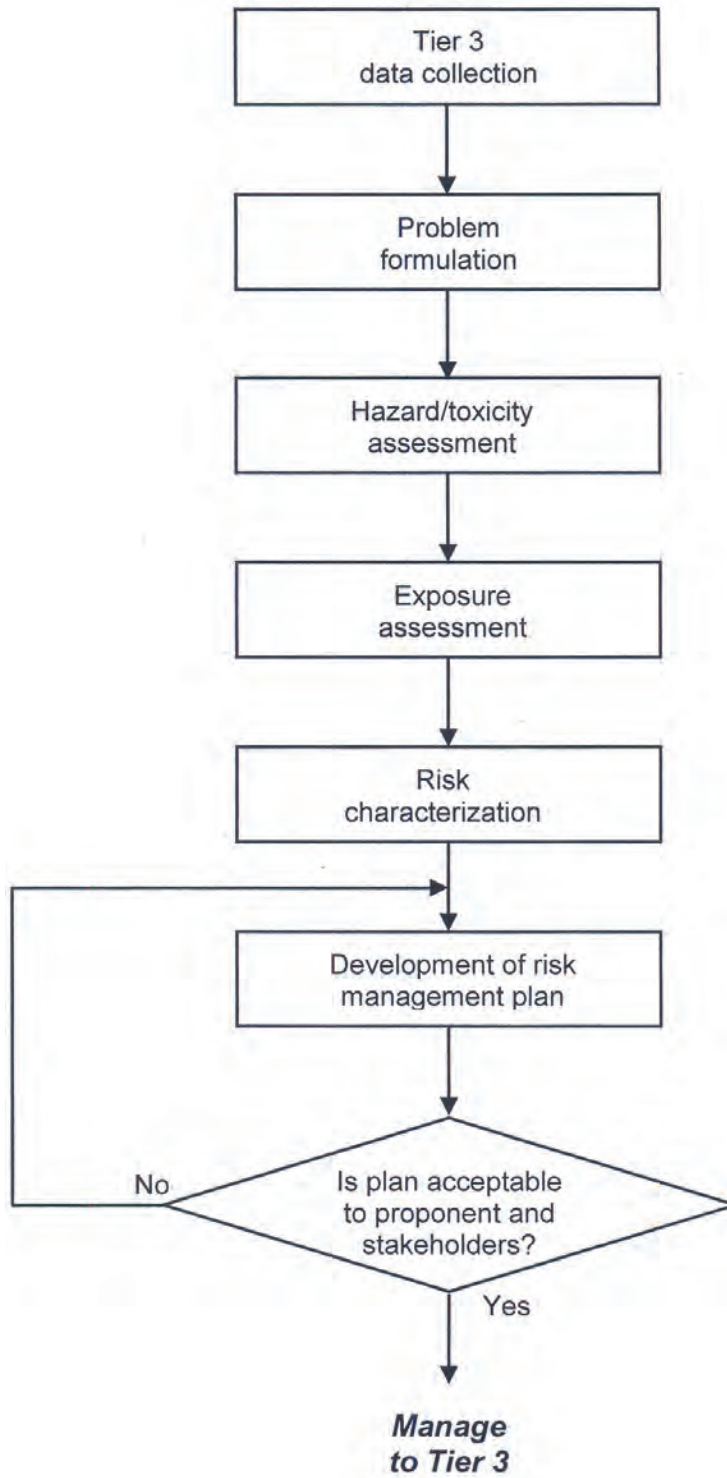 Tier 3
data collection
Problem
formulation
Hazard/toxicity
assessment
Exposure
assessment
Risk
characterization
Development of risk
management plan
Is plan acceptable
to proponent and
stakeholders?
No
Yes
Manage
to Tier 3